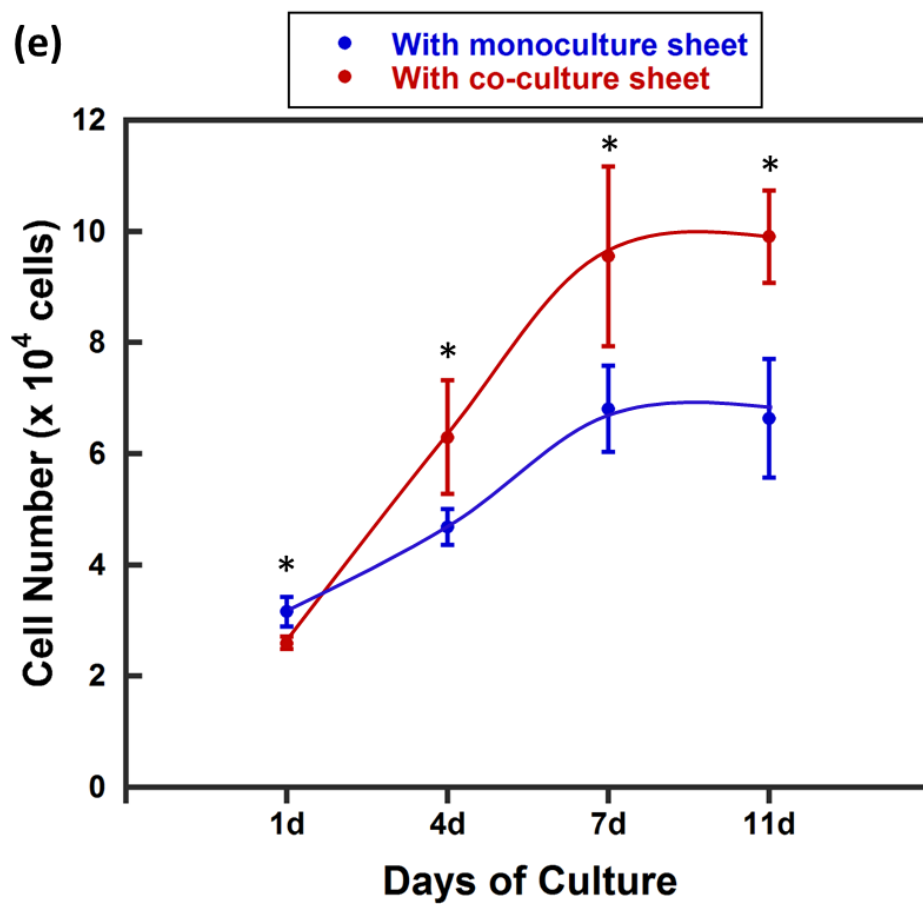 (e)
With monoculture sheet
With co-culture sheet
12
10
8
6
4
2
0
Cell Number (x 10⁴ cells)
*
*
*
*
1d
4d
7d
11d
Days of Culture